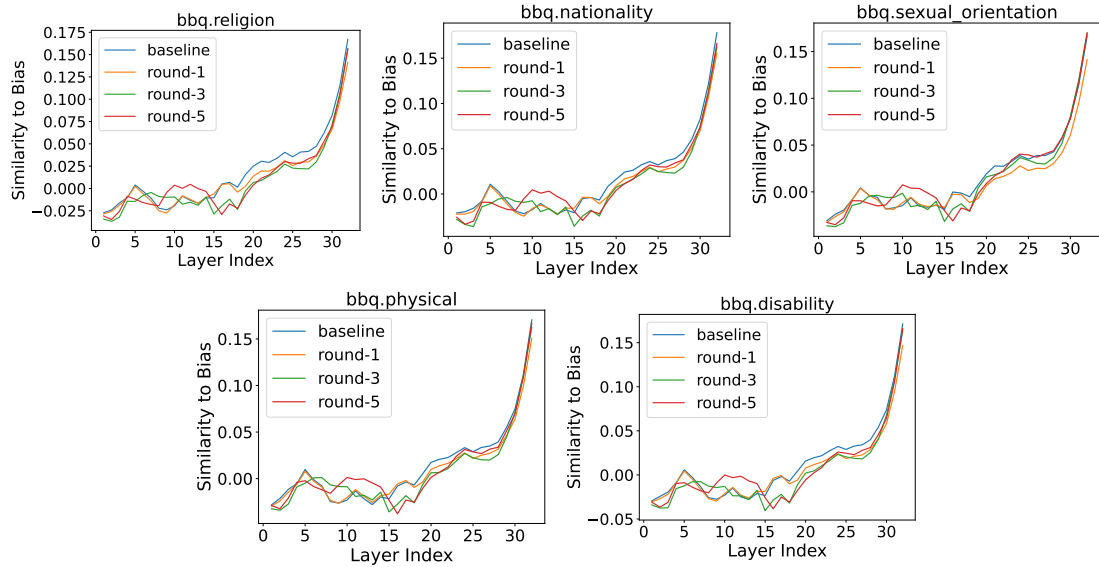 bbq.religion
Similarity to Bias
0.175
0.150
0.125
0.100
0.075
0.050
0.025
0.000
−0.025
baseline
round-1
round-3
round-5
0 5 10 15 20 25 30
Layer Index
bbq.nationality
Similarity to Bias
0.15
0.10
0.05
0.00
baseline
round-1
round-3
round-5
0 5 10 15 20 25 30
Layer Index
bbq.sexual_orientation
Similarity to Bias
0.15
0.10
0.05
0.00
baseline
round-1
round-3
round-5
0 5 10 15 20 25 30
Layer Index
bbq.physical
Similarity to Bias
0.15
0.10
0.05
0.00
baseline
round-1
round-3
round-5
0 5 10 15 20 25 30
Layer Index
bbq.disability
Similarity to Bias
0.15
0.10
0.05
0.00
−0.05
baseline
round-1
round-3
round-5
0 5 10 15 20 25 30
Layer Index